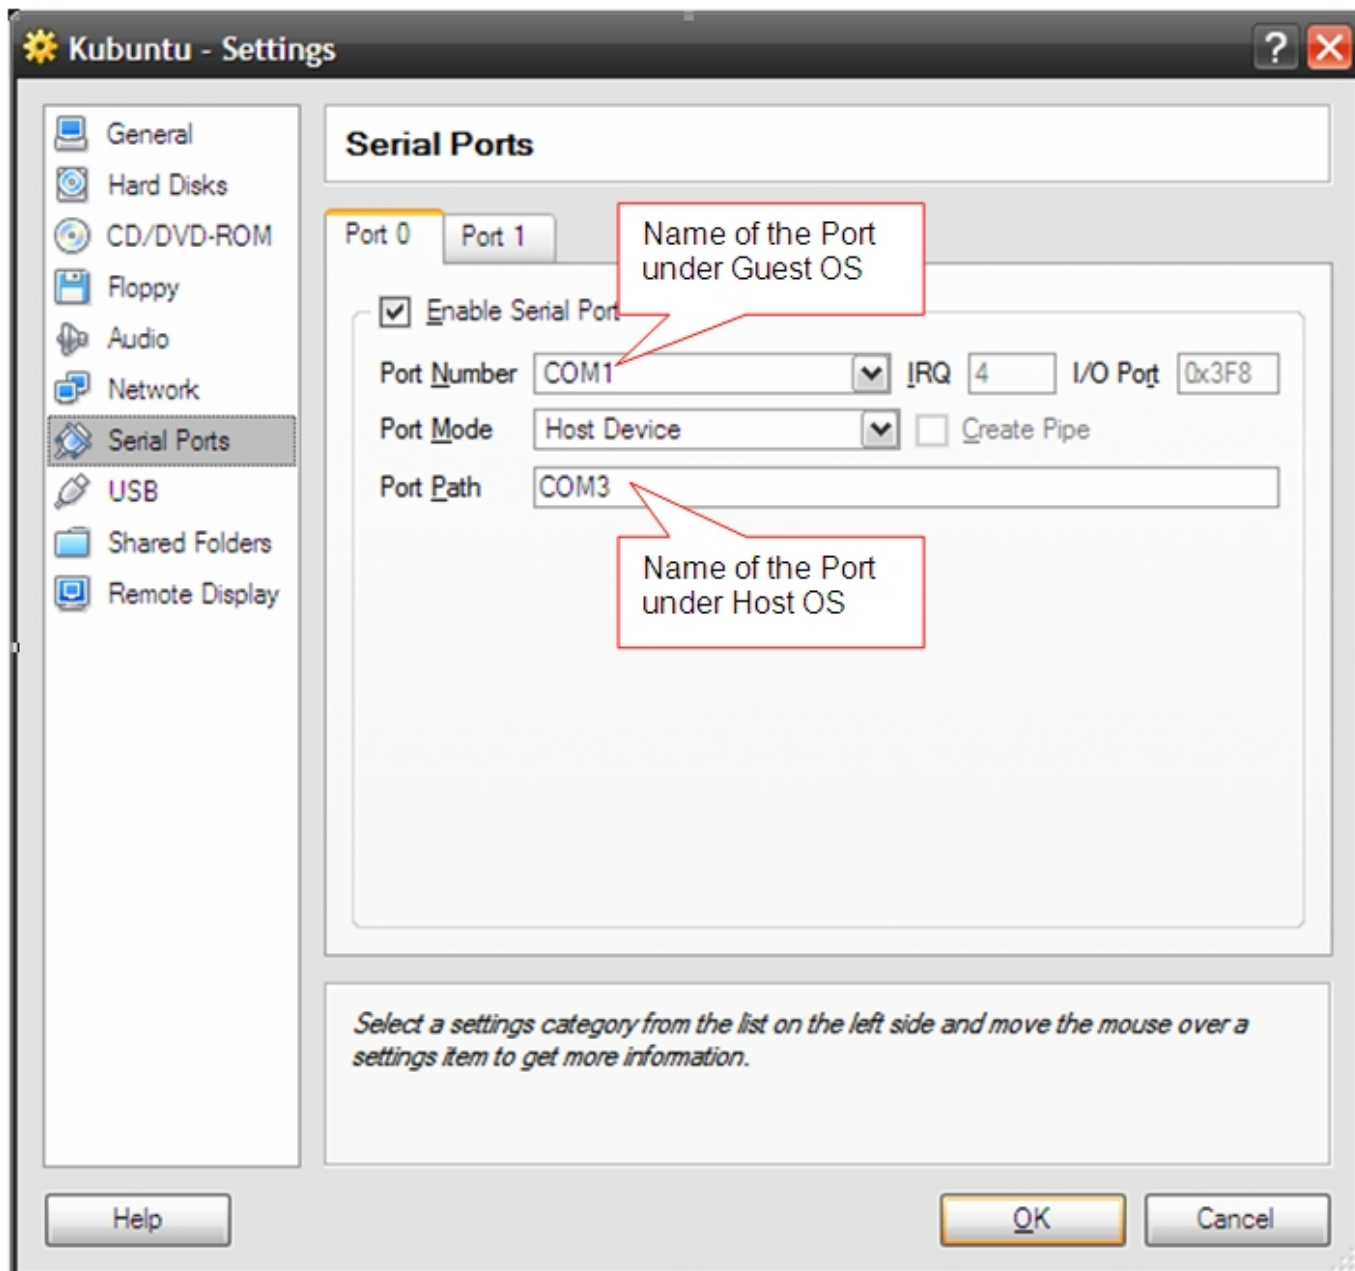 Kubuntu - Settings
General
Hard Disks
CD/DVD-ROM
Floppy
Audio
Network
Serial Ports
USB
Shared Folders
Remote Display
Serial Ports
Port 0
Port 1
Name of the Port
under Guest OS
Enable Serial Port
Port Number COM1 IRQ 4 I/O Port 0x3F8
Port Mode Host Device Create Pipe
Port Path COM3
Name of the Port
under Host OS
Select a settings category from the list on the left side and move the mouse over a
settings item to get more information.
Help
OK
Cancel